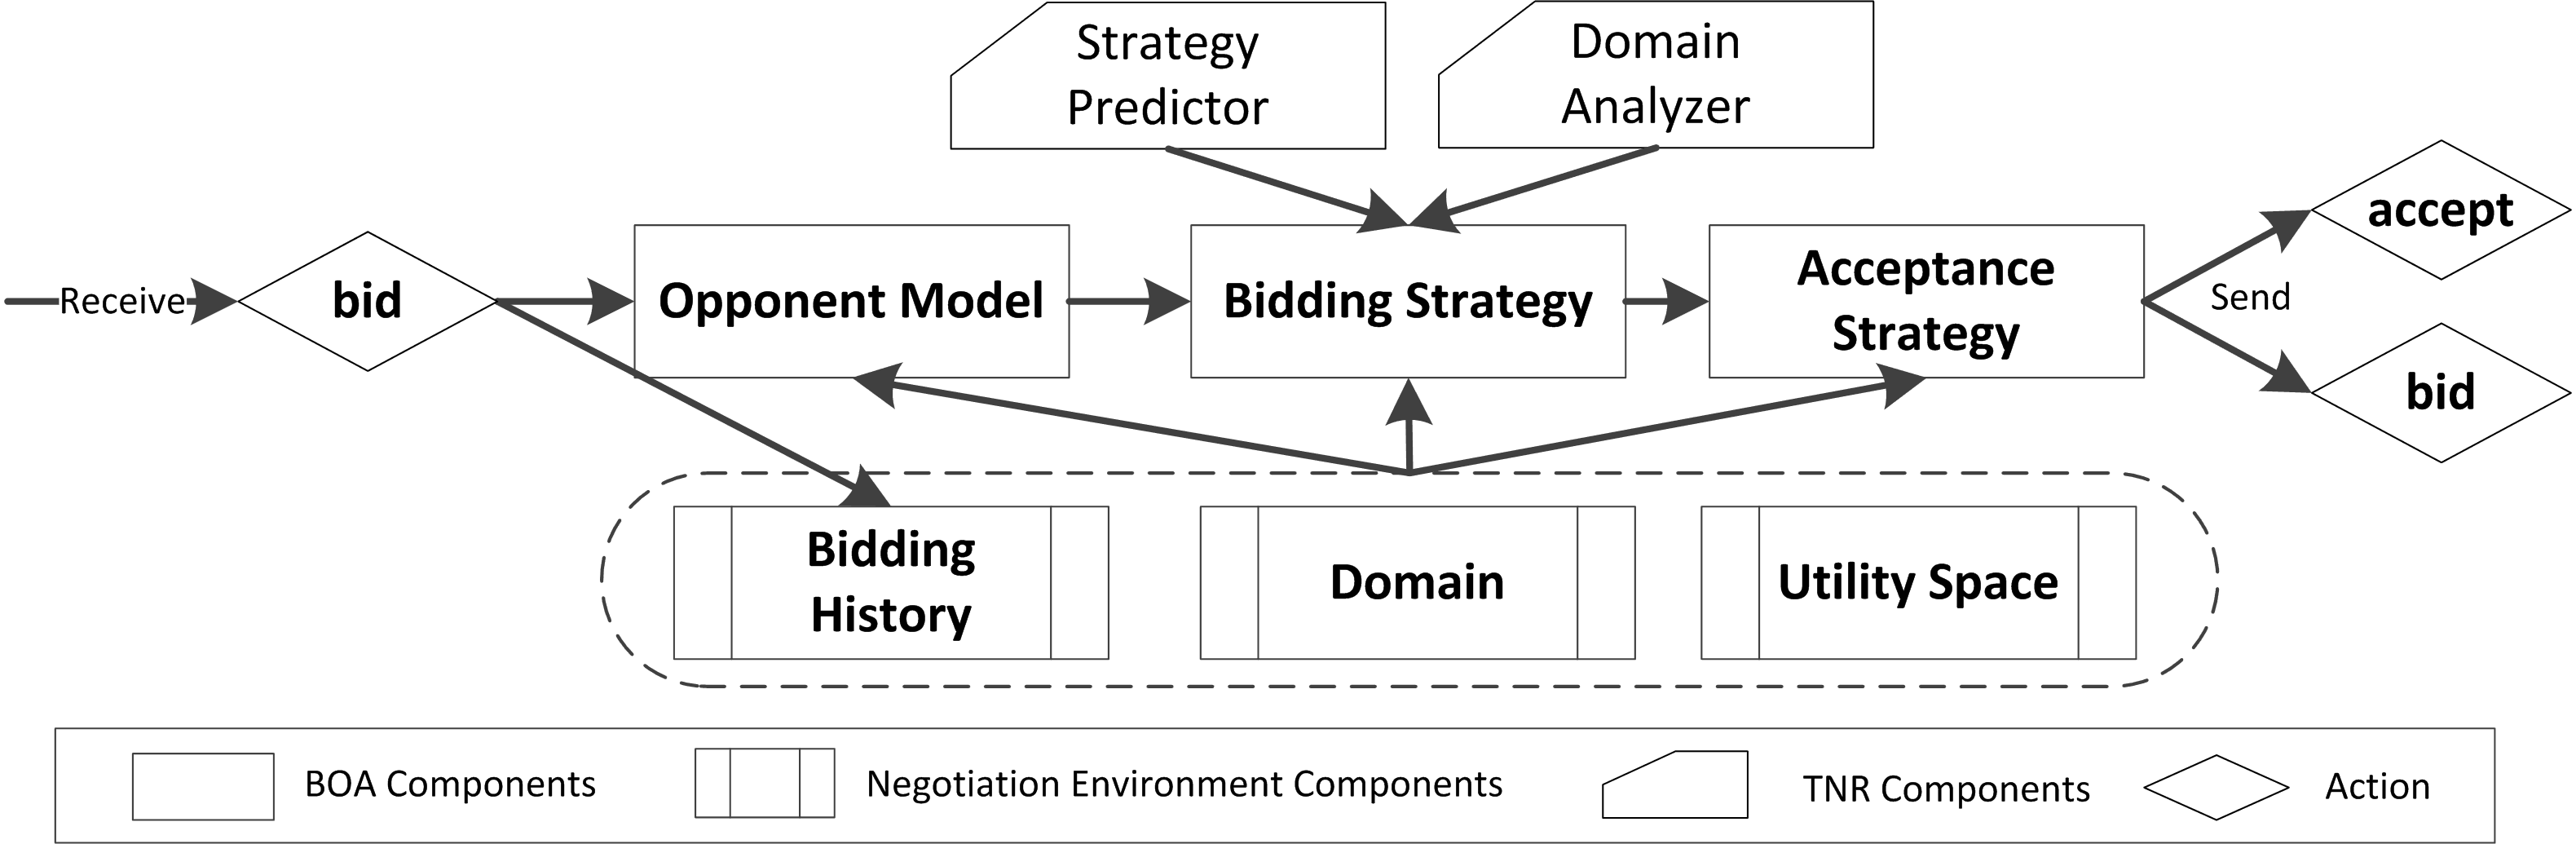 Strategy
Predictor
Domain
Analyzer
Receive
bid
Opponent Model
Bidding Strategy
Acceptance
Strategy
Send
accept
bid
Bidding
History
Domain
Utility Space
BOA Components
Negotiation Environment Components
TNR Components
Action